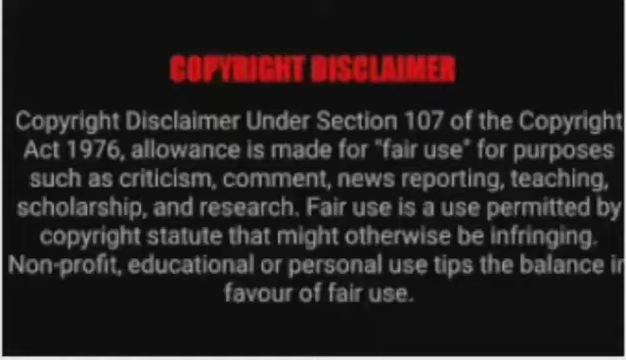 COPYRIGHT DISCLAIMER
Copyright Disclaimer Under Section 107 of the Copyright
Act 1976, allowance is made for "fair use" for purposes
such as criticism, comment, news reporting, teaching,
scholarship, and research. Fair use is a use permitted by
copyright statute that might otherwise be infringing.
Non-profit, educational or personal use tips the balance in
favour of fair use.